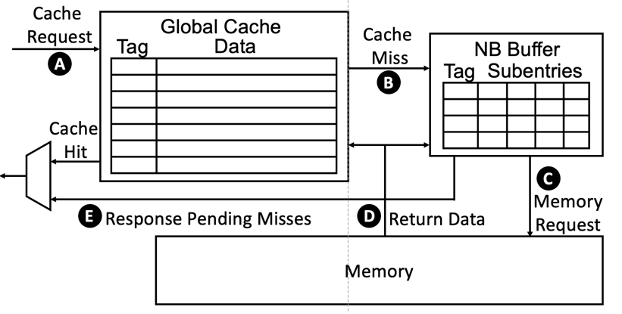 Cache
Request
A
Global Cache
Tag Data
Cache
Miss
B
NB Buffer
Tag Subentries
Cache
Hit
C
Memory
Request
E Response Pending Misses
D Return Data
Memory